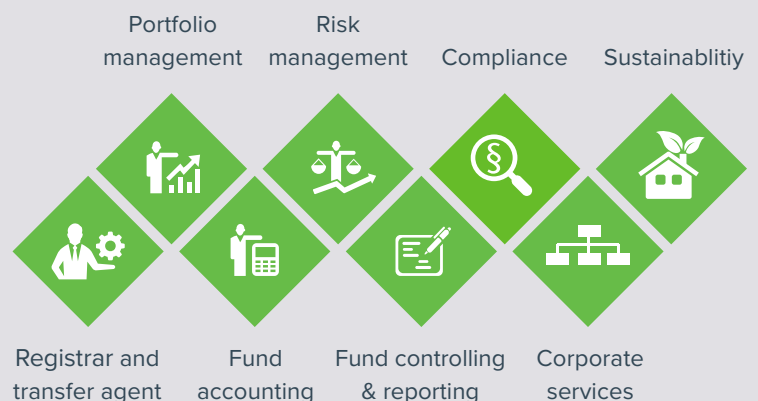 Portfolio
management
Risk
management
Compliance
Sustainablitiy
§
Registrar and
transfer agent
Fund
accounting
Fund controlling
& reporting
Corporate
services